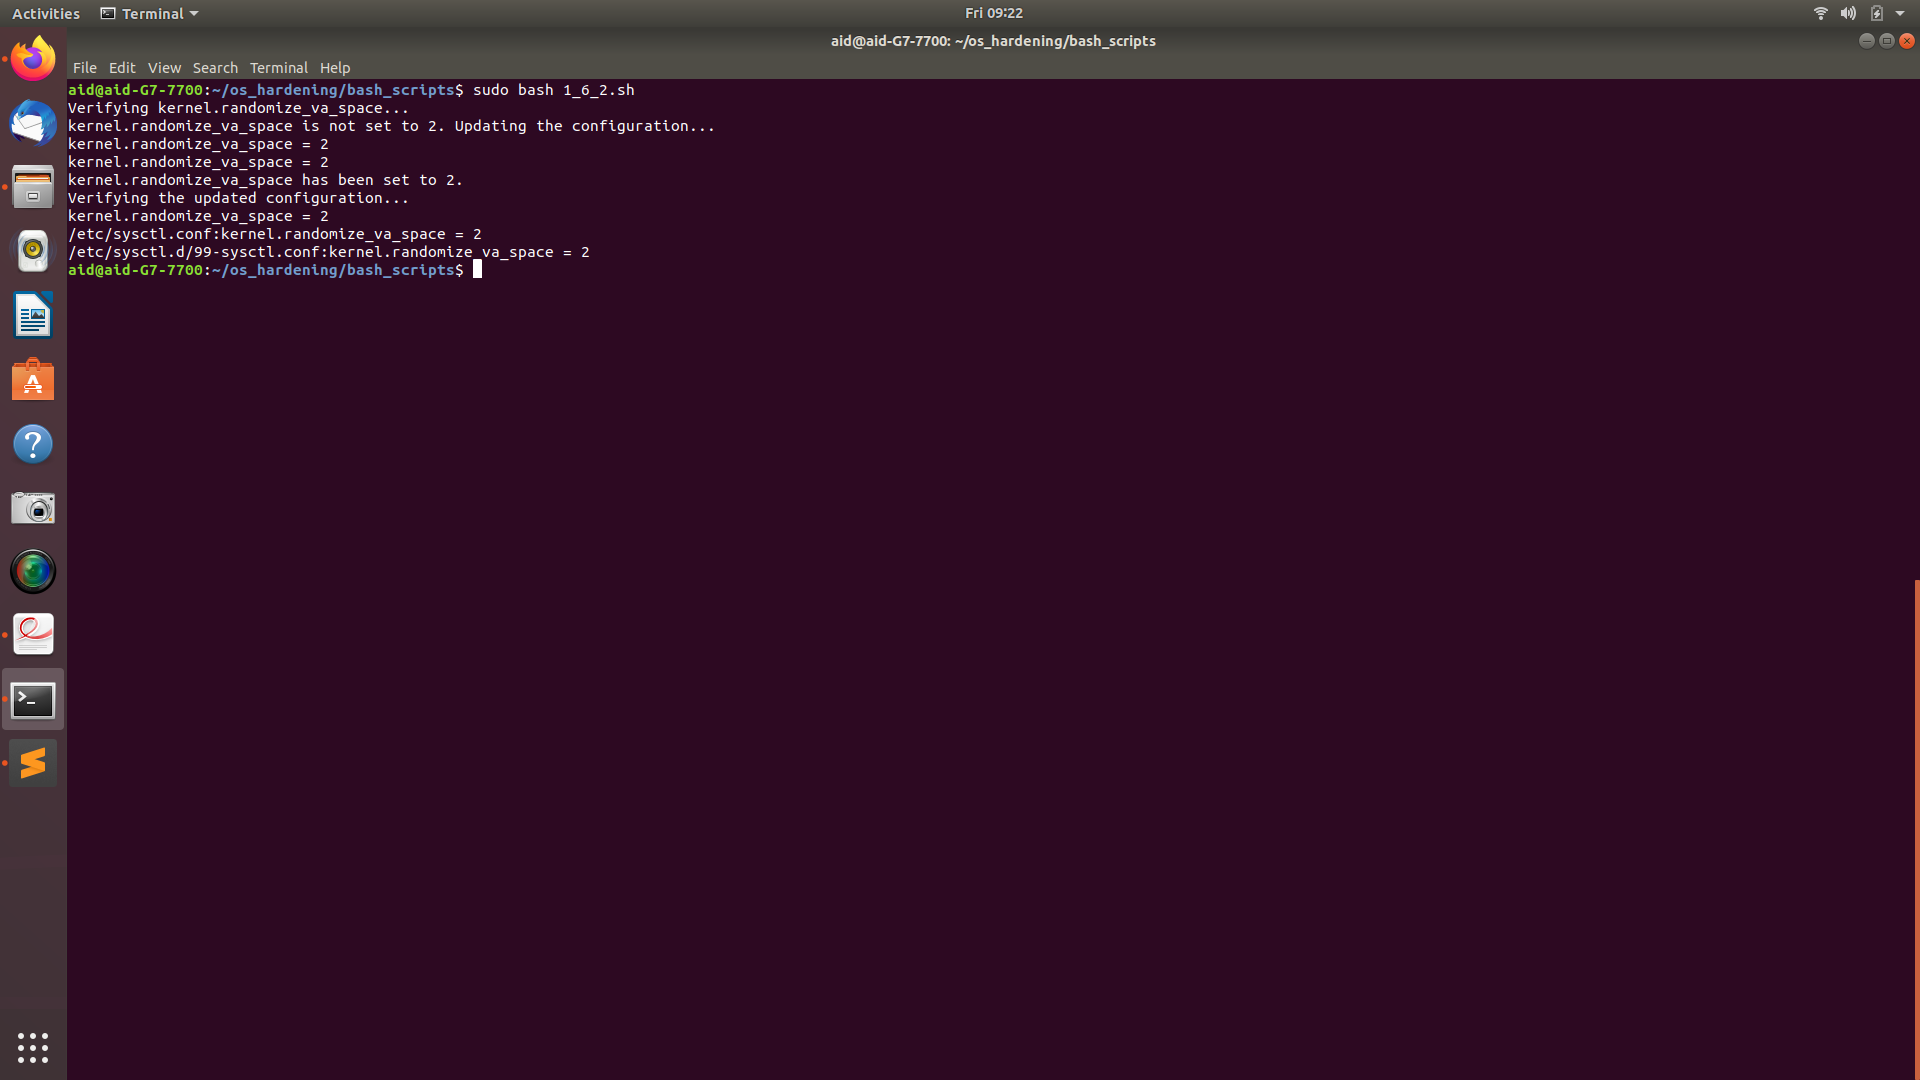 Activities Terminal Fri 09:22
aid@aid-G7-7700: ~/os_hardening/bash_scripts
File Edit View Search Terminal Help
aid@aid-G7-7700:~/os_hardening/bash_scripts$ sudo bash 1_6_2.sh
Verifying kernel.randomize_va_space...
kernel.randomize_va_space is not set to 2. Updating the configuration...
kernel.randomize_va_space = 2
kernel.randomize_va_space = 2
kernel.randomize_va_space has been set to 2.
Verifying the updated configuration...
kernel.randomize_va_space = 2
/etc/sysctl.conf:kernel.randomize_va_space = 2
/etc/sysctl.d/99-sysctl.conf:kernel.randomize_va_space = 2
aid@aid-G7-7700:~/os_hardening/bash_scripts$